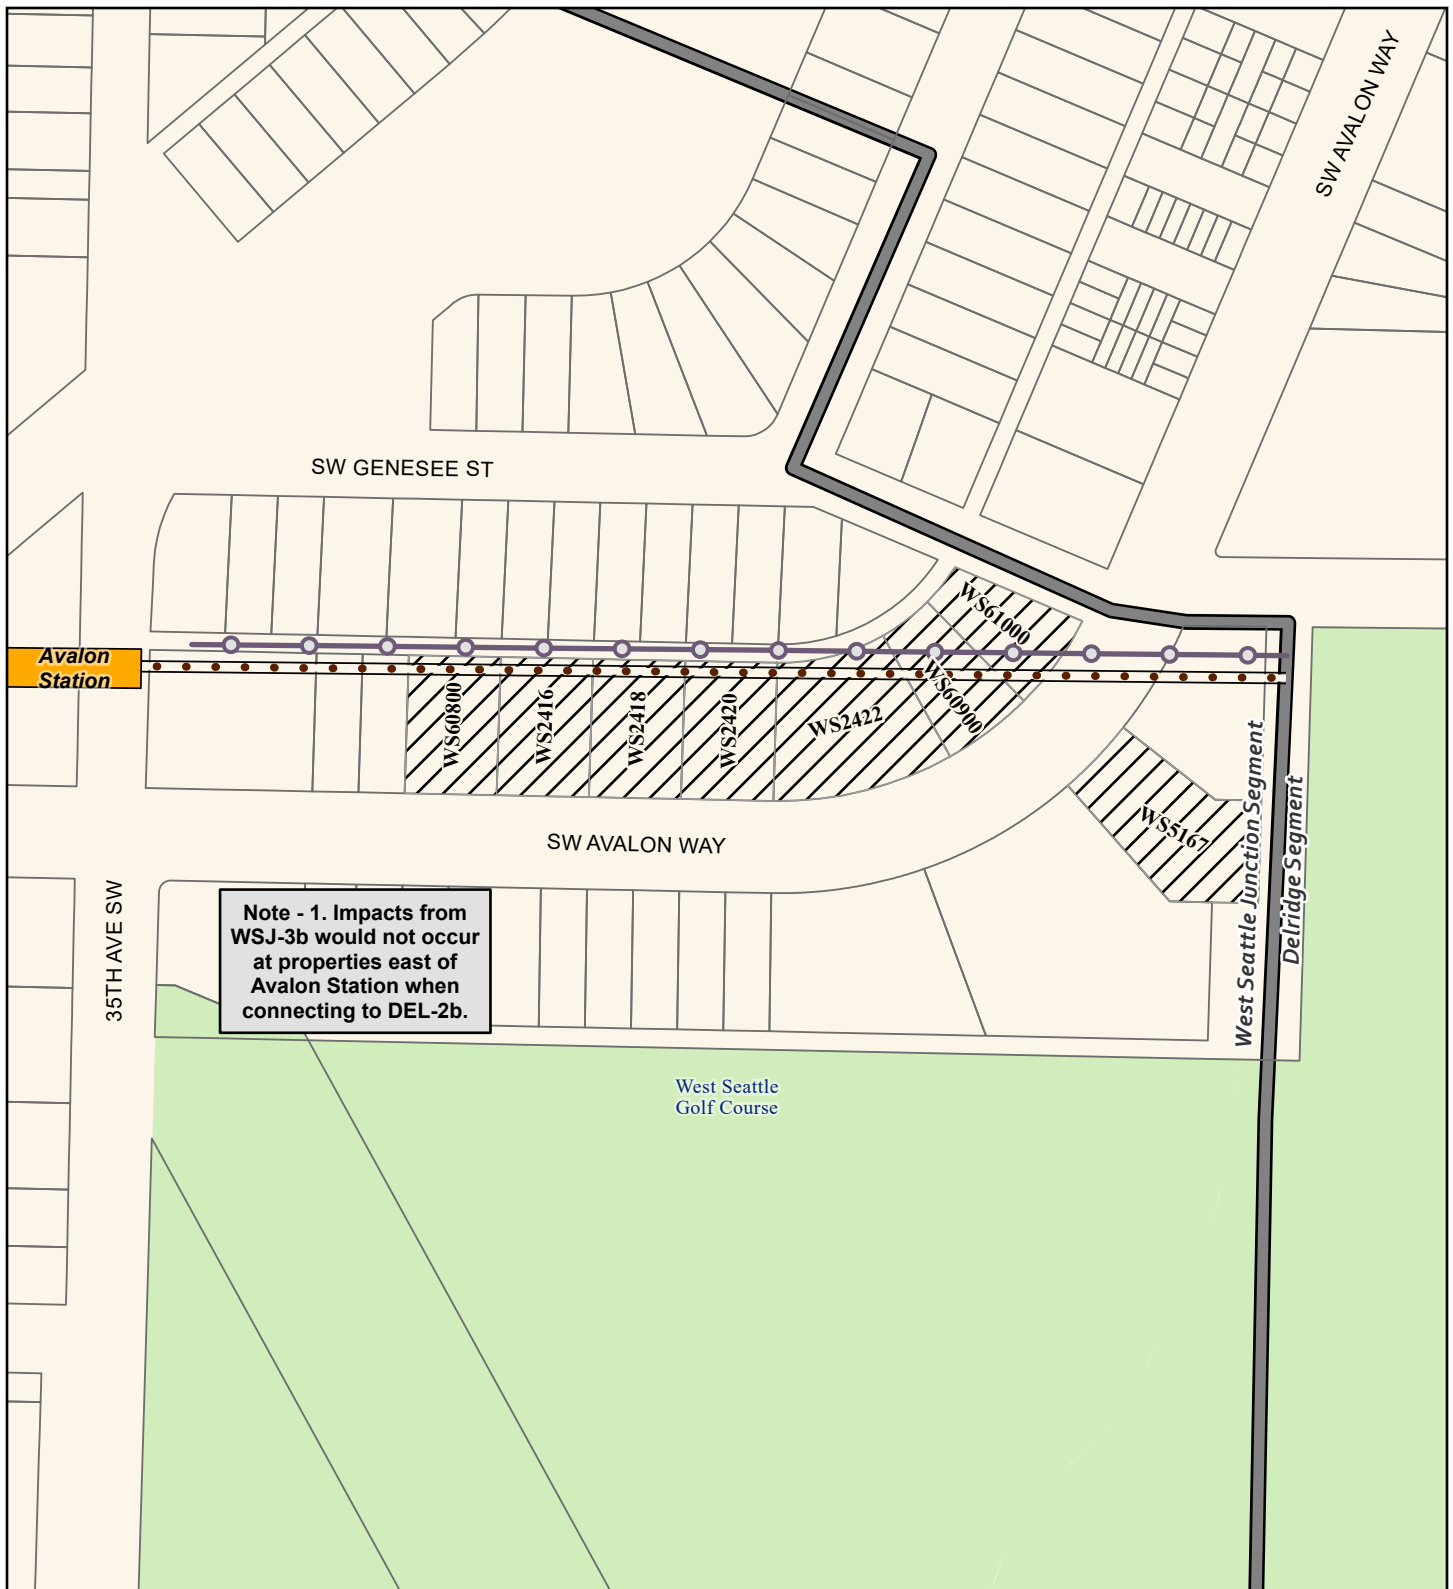 SW AVALON WAY
SW GENESEE ST
WS61000
Avalon
Station
WS60800
WS2416
WS2418
WS2420
WS2422
WS60900
WS5167
SW AVALON WAY
West Seattle Junction Segment
Delridge Segment
35TH AVE SW
Note - 1. Impacts from
WSJ-3b would not occur
at properties east of
Avalon Station when
connecting to DEL-2b.
West Seattle
Golf Course